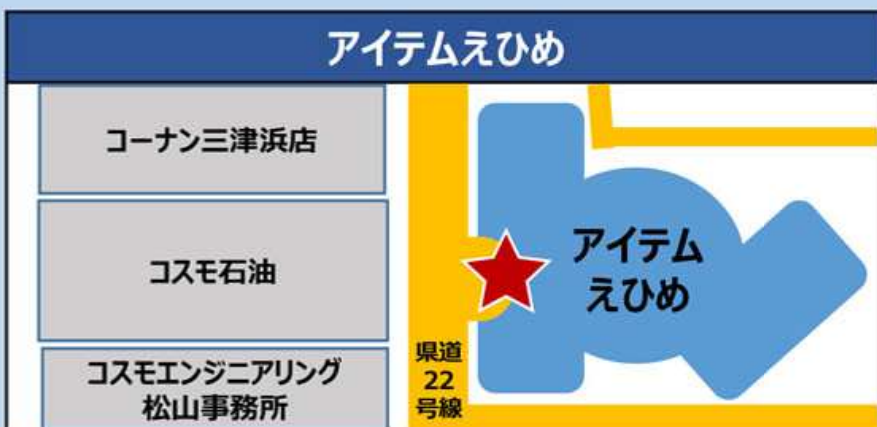 アイテムえひめ
コーナン三津浜店
コスモ石油
コスモエンジニアリング
松山事務所
県道
22
号線
アイテム
えひめ